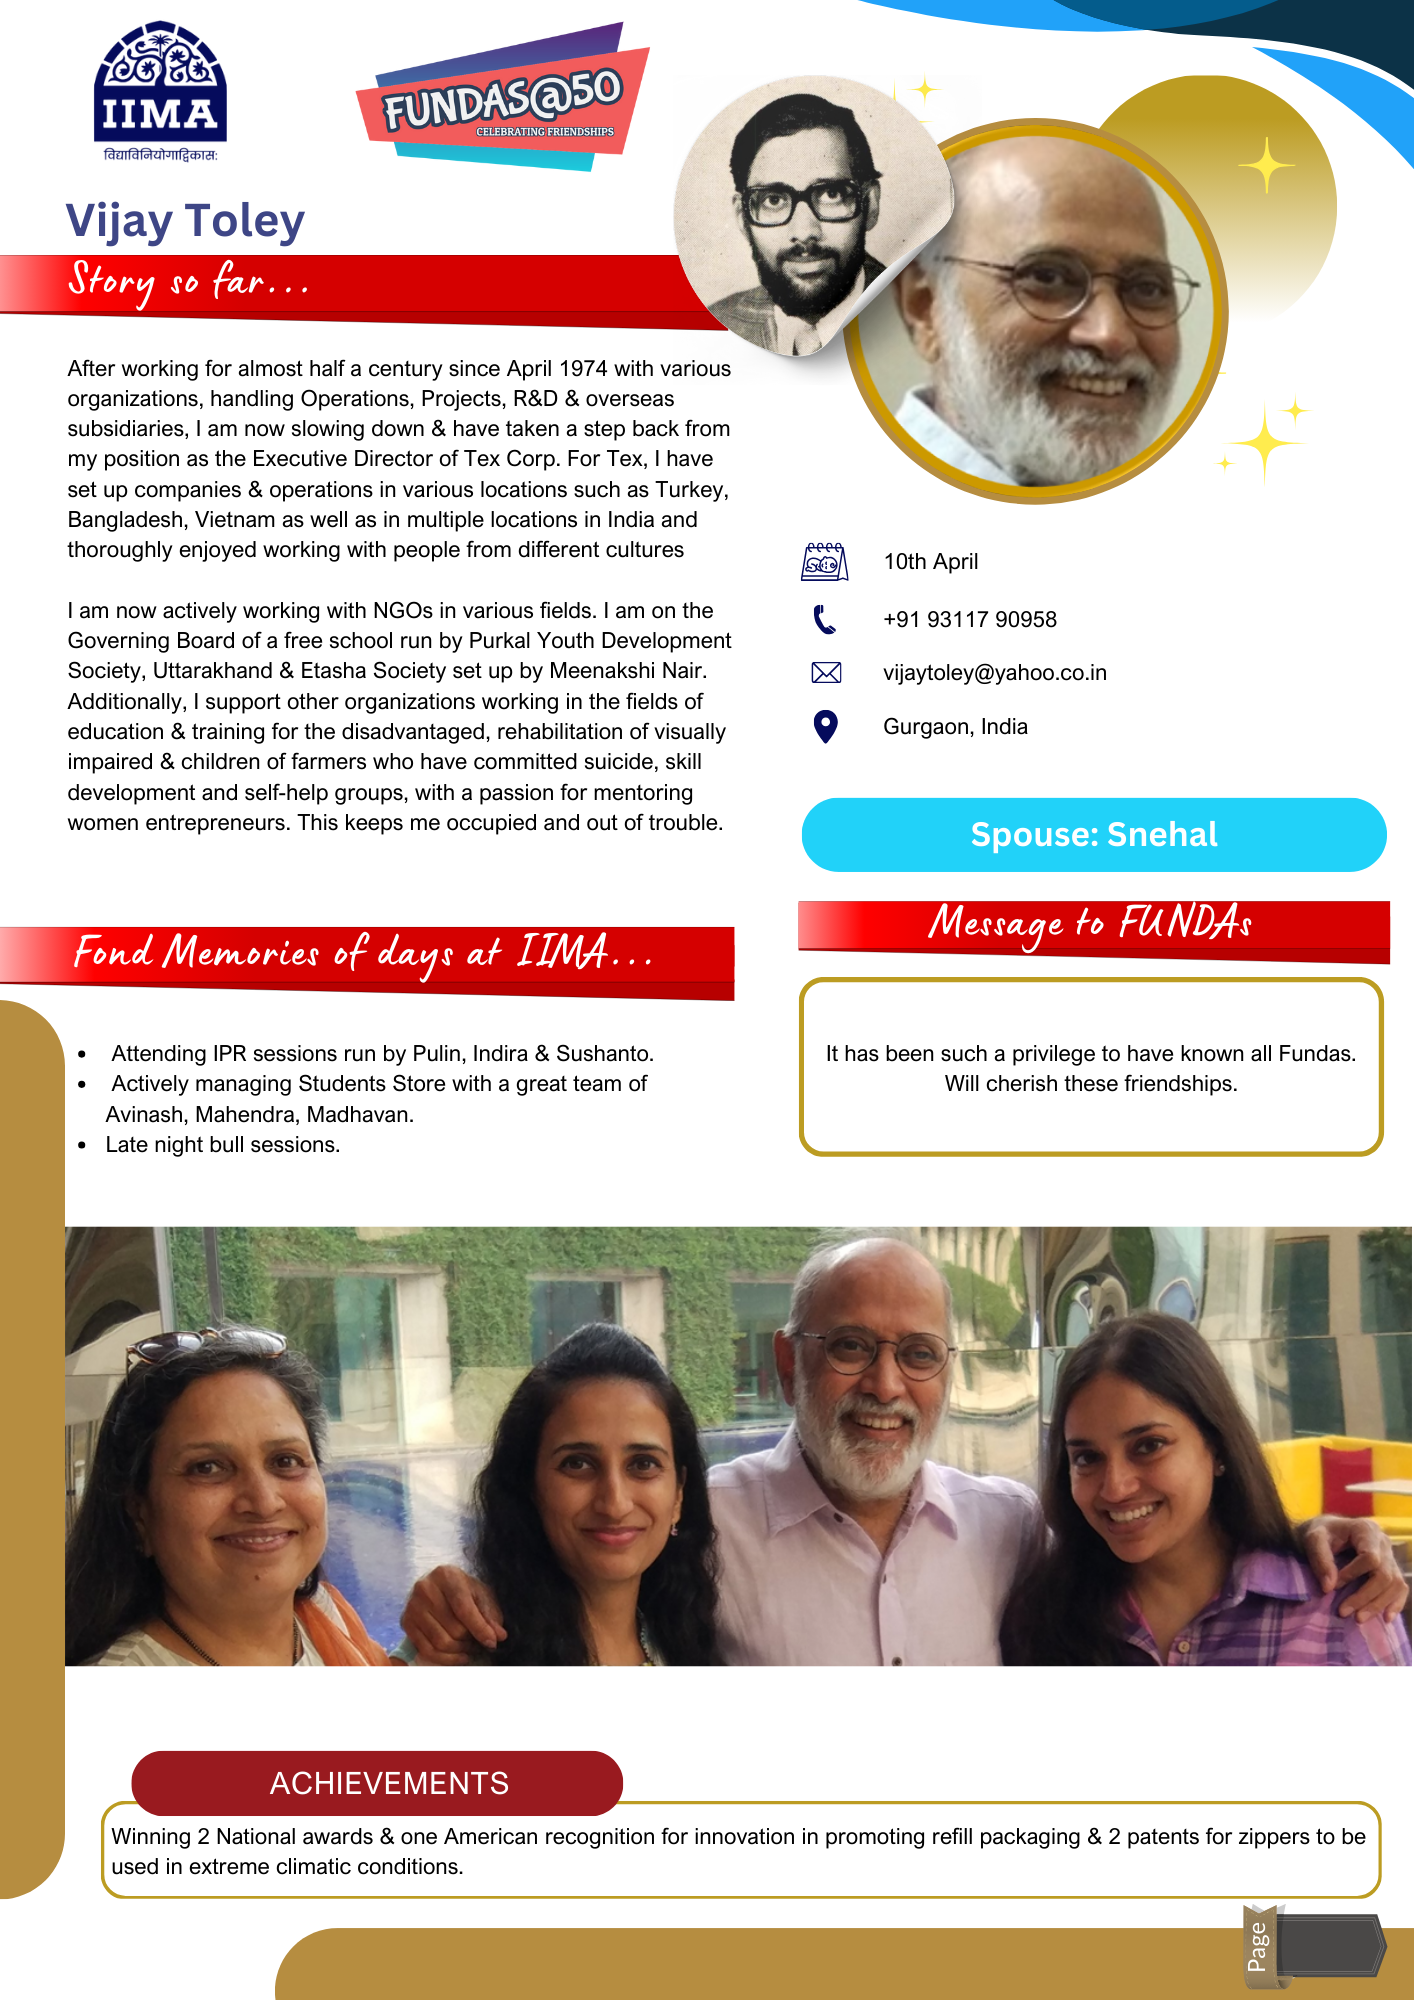 IIMA
विद्याविनियोगाद्विकास:
FUNDAS@50
CELEBRATING FRIENDSHIPS
Vijay Toley
Story so far...
After working for almost half a century since April 1974 with various
organizations, handling Operations, Projects, R&D & overseas
subsidiaries, I am now slowing down & have taken a step back from
my position as the Executive Director of Tex Corp. For Tex, I have
set up companies & operations in various locations such as Turkey,
Bangladesh, Vietnam as well as in multiple locations in India and
thoroughly enjoyed working with people from different cultures
I am now actively working with NGOs in various fields. I am on the
Governing Board of a free school run by Purkal Youth Development
Society, Uttarakhand & Etasha Society set up by Meenakshi Nair.
Additionally, I support other organizations working in the fields of
education & training for the disadvantaged, rehabilitation of visually
impaired & children of farmers who have committed suicide, skill
development and self-help groups, with a passion for mentoring
women entrepreneurs. This keeps me occupied and out of trouble.
10th April
+91 93117 90958
vijaytoley@yahoo.co.in
Gurgaon, India
Spouse: Snehal
Message to FUNDAs
It has been such a privilege to have known all Fundas.
Will cherish these friendships.
Fond Memories of days at IIMA...
• Attending IPR sessions run by Pulin, Indira & Sushanto.
• Actively managing Students Store with a great team of
Avinash, Mahendra, Madhavan.
• Late night bull sessions.
ACHIEVEMENTS
Winning 2 National awards & one American recognition for innovation in promoting refill packaging & 2 patents for zippers to be
used in extreme climatic conditions.
Page